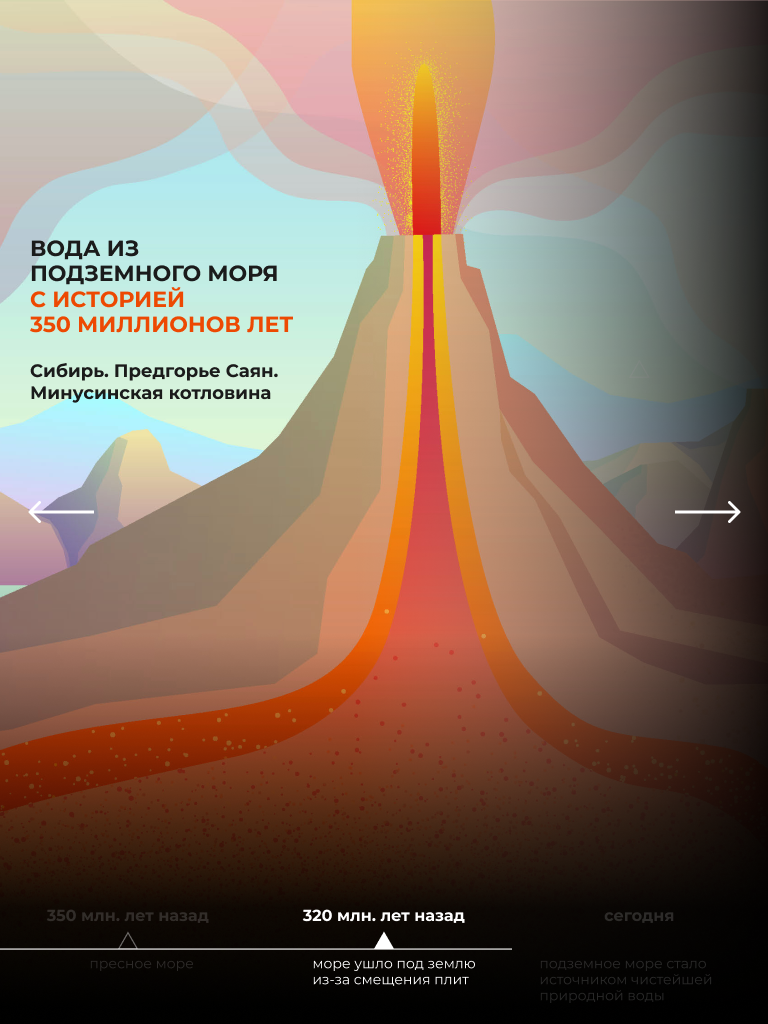 ВОДА ИЗ
ПОДЗЕМНОГО МОРЯ
С ИСТОРИЕЙ
350 МИЛЛИОНОВ ЛЕТ
Сибирь. Предгорье Саян.
Минусинская котловина
350 млн. лет назад
320 млн. лет назад
сегодня
пресное море
море ушло под землю
из-за смещения плит
подземное море стало
источником чистейшей
природной воды